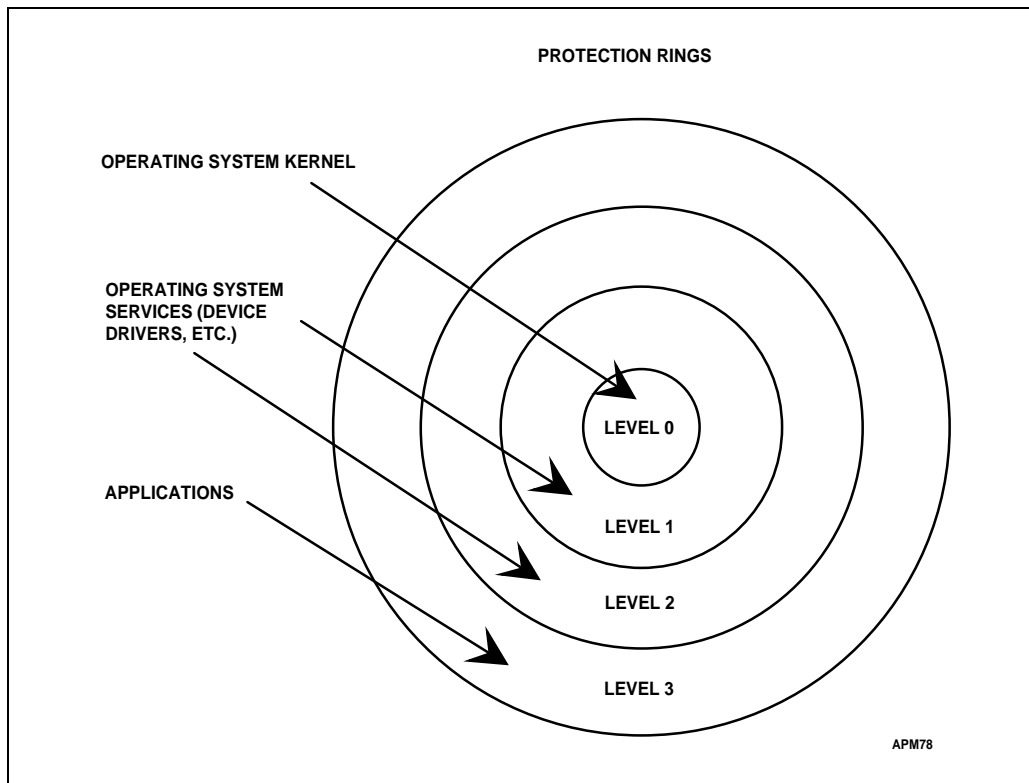 PROTECTION RINGS
OPERATING SYSTEM KERNEL
OPERATING SYSTEM
SERVICES (DEVICE
DRIVERS, ETC.)
APPLICATIONS
LEVEL 0
LEVEL 1
LEVEL 2
LEVEL 3
APM78